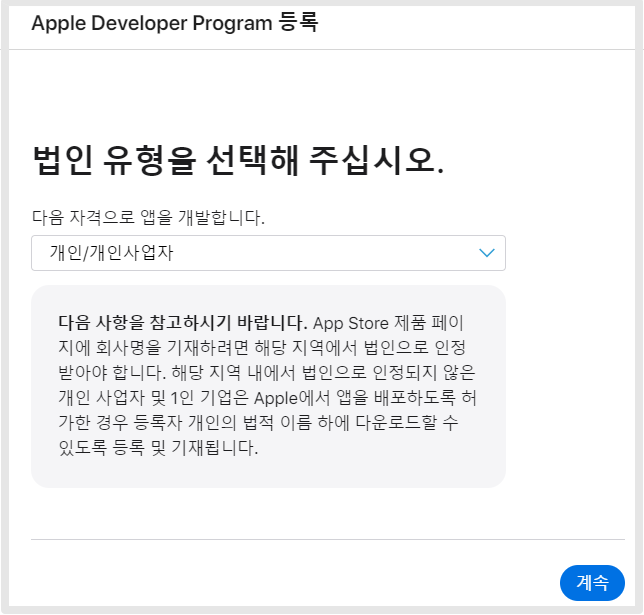 Apple Developer Program 등록
법인 유형을 선택해 주십시오.
다음 자격으로 앱을 개발합니다.
개인/개인사업자
다음 사항을 참고하시기 바랍니다. App Store 제품 페이
지에 회사명을 기재하려면 해당 지역에서 법인으로 인정
받아야 합니다. 해당 지역 내에서 법인으로 인정되지 않은
개인 사업자 및 1인 기업은 Apple에서 앱을 배포하도록 허
가한 경우 등록자 개인의 법적 이름 하에 다운로드할 수
있도록 등록 및 기재됩니다.
계속